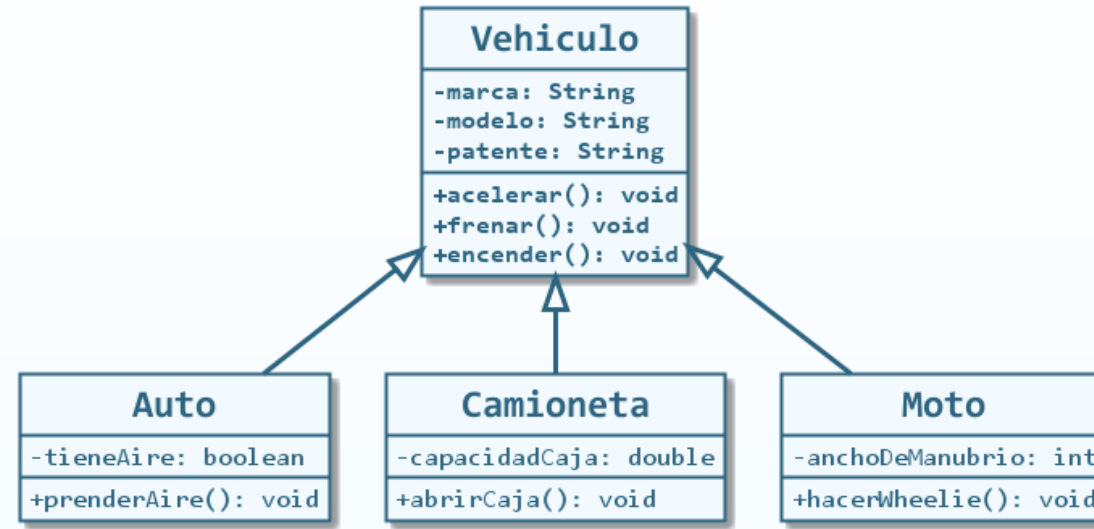 Vehiculo
-marca: String
-modelo: String
-patente: String
+acelerar(): void
+frenar(): void
+encender(): void
Auto
-tieneAire: boolean
+prenderAire(): void
Camioneta
-capacidadCaja: double
+abrirCaja(): void
Moto
-anchoDeManubrio: int
+hacerWheelie(): void